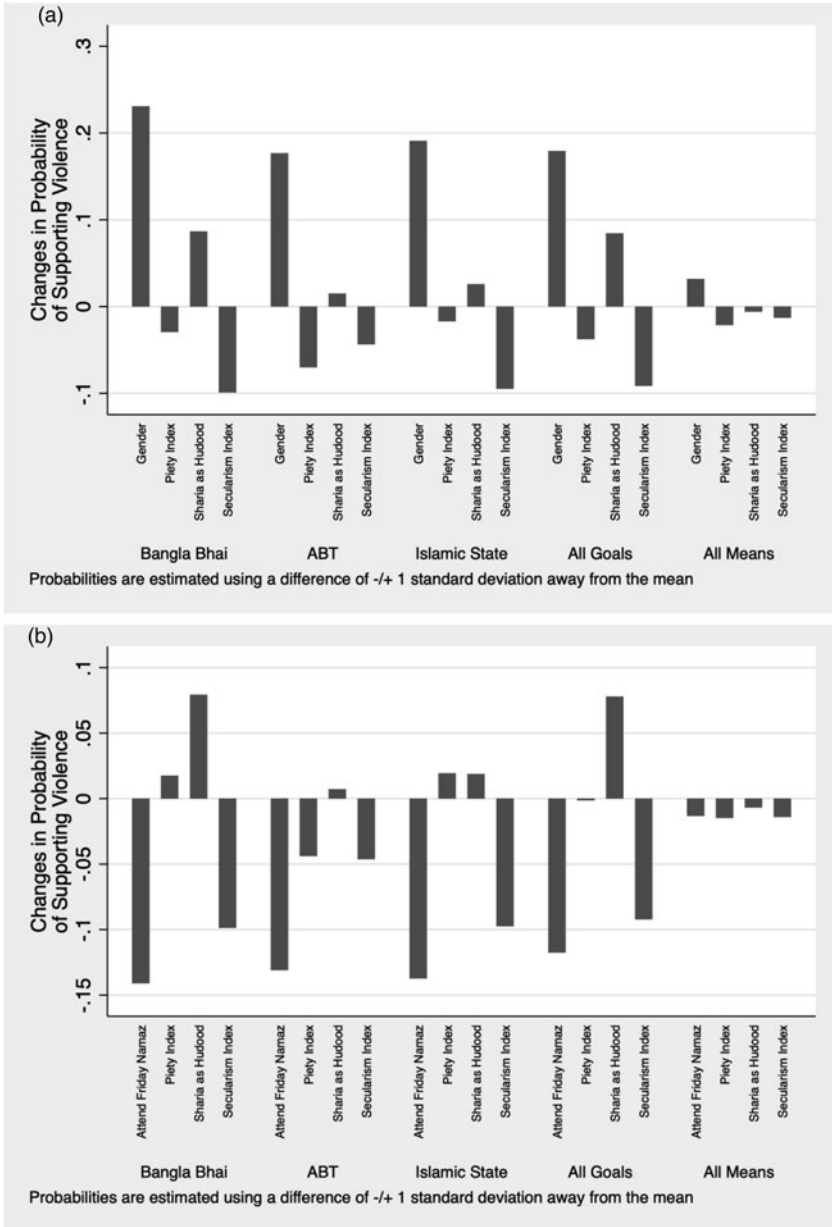 (a)
Changes in Probability
of Supporting Violence
.3
.2
.1
0
-.1
Gender
Piety Index
Sharia as Hudood
Secularism Index
Gender
Piety Index
Sharia as Hudood
Secularism Index
Gender
Piety Index
Sharia as Hudood
Secularism Index
Gender
Piety Index
Sharia as Hudood
Secularism Index
Gender
Piety Index
Sharia as Hudood
Secularism Index
Bangla Bhai ABT Islamic State All Goals All Means
Probabilities are estimated using a difference of -/+ 1 standard deviation away from the mean
(b)
Changes in Probability
of Supporting Violence
.1
.05
0
-.05
-.1
-.15
Attend Friday Namaz
Piety Index
Sharia as Hudood
Secularism Index
Attend Friday Namaz
Piety Index
Sharia as Hudood
Secularism Index
Attend Friday Namaz
Piety Index
Sharia as Hudood
Secularism Index
Attend Friday Namaz
Piety Index
Sharia as Hudood
Secularism Index
Attend Friday Namaz
Piety Index
Sharia as Hudood
Secularism Index
Bangla Bhai ABT Islamic State All Goals All Means
Probabilities are estimated using a difference of -/+ 1 standard deviation away from the mean